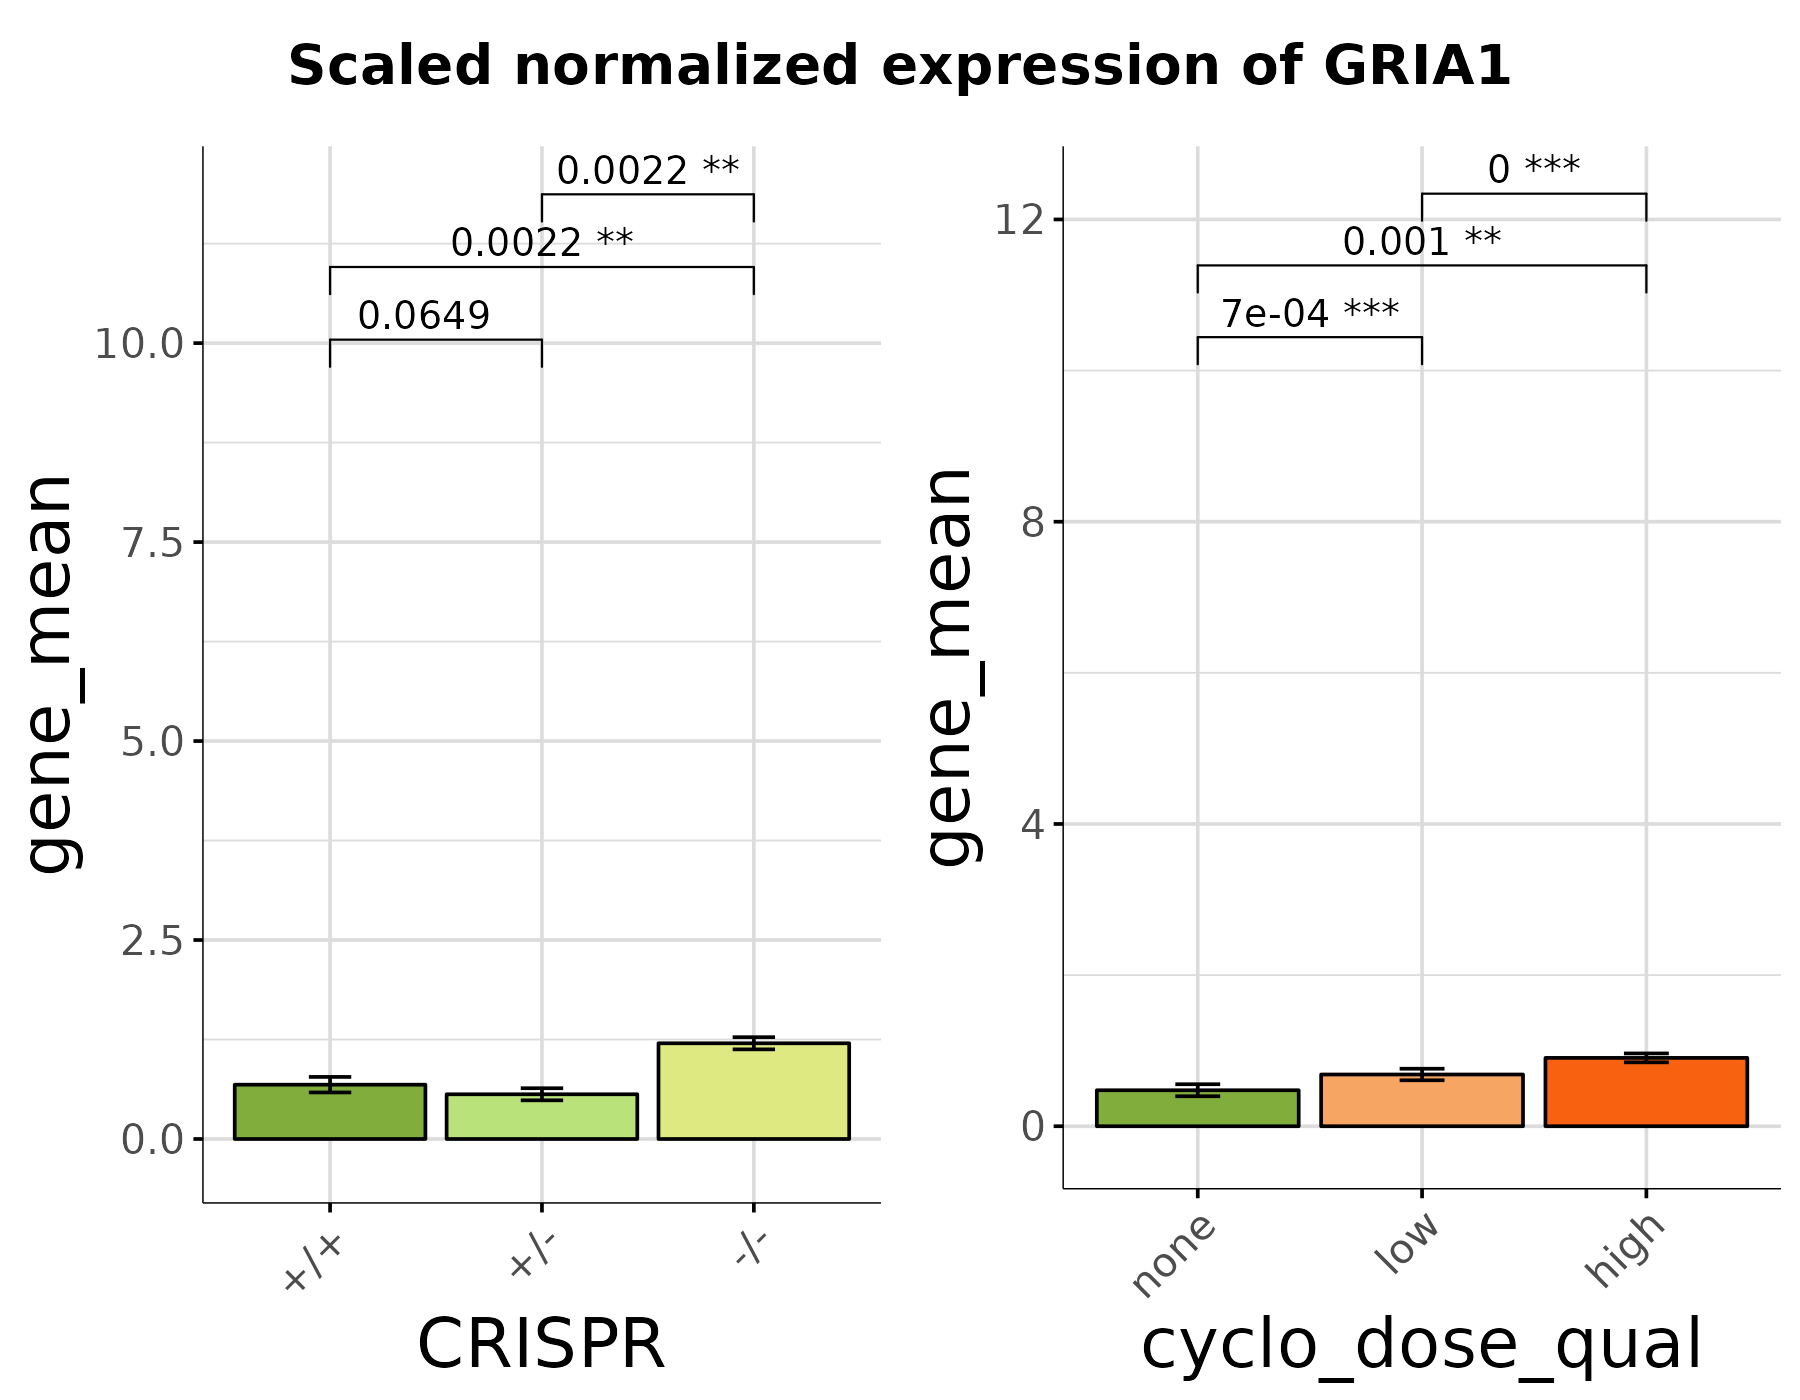 Scaled normalized expression of GRIA1
gene_mean
10.0
7.5
5.0
2.5
0.0
0.0022 **
0.0022 **
0.0649
+/+
+/-
-/-
CRISPR
gene_mean
12
8
4
0
0 ***
0.001 **
7e-04 ***
none
low
high
cyclo_dose_qual